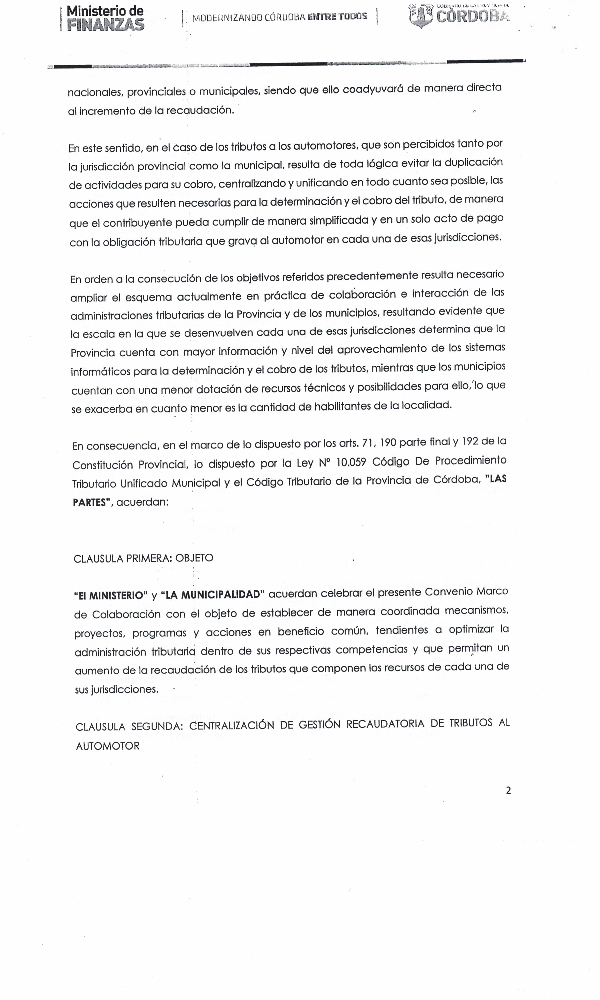 Ministerio de
FINANZAS
MODERNIZANDO CÓRDOBA ENTRE TODOS
GOBIERNO DE LA PROVINCIA DE
CÓRDOBA
nacionales, provinciales o municipales, siendo que ello coadyuvará de manera directa
al incremento de la recaudación.
En este sentido, en el caso de los tributos a los automotores, que son percibidos tanto por
la jurisdicción provincial como la municipal, resulta de toda lógica evitar la duplicación
de actividades para su cobro, centralizando y unificando en todo cuanto sea posible, las
acciones que resulten necesarias para la determinación y el cobro del tributo, de manera
que el contribuyente pueda cumplir de manera simplificada y en un solo acto de pago
con la obligación tributaria que grava al automotor en cada una de esas jurisdicciones.
En orden a la consecución de los objetivos referidos precedentemente resulta necesario
ampliar el esquema actualmente en práctica de colaboración e interacción de las
administraciones tributarias de la Provincia y de los municipios, resultando evidente que
la escala en la que se desenvuelven cada una de esas jurisdicciones determina que la
Provincia cuenta con mayor información y nivel del aprovechamiento de los sistemas
informáticos para la determinación y el cobro de los tributos, mientras que los municipios
cuentan con una menor dotación de recursos técnicos y posibilidades para ello, lo que
se exacerba en cuanto menor es la cantidad de habilitantes de la localidad.
En consecuencia, en el marco de lo dispuesto por los arts. 71, 190 parte final y 192 de la
Constitución Provincial, lo dispuesto por la Ley Nº 10.059 Código De Procedimiento
Tributario Unificado Municipal y el Código Tributario de la Provincia de Córdoba, "LAS
PARTES", acuerdan:
CLAUSULA PRIMERA: OBJETO
“El MINISTERIO” y “LA MUNICIPALIDAD” acuerdan celebrar el presente Convenio Marco
de Colaboración con el objeto de establecer de manera coordinada mecanismos,
proyectos, programas y acciones en beneficio común, tendientes a optimizar la
administración tributaria dentro de sus respectivas competencias y que permitan un
aumento de la recaudación de los tributos que componen los recursos de cada una de
sus jurisdicciones.
CLAUSULA SEGUNDA: CENTRALIZACIÓN DE GESTIÓN RECAUDATORIA DE TRIBUTOS AL
AUTOMOTOR
2